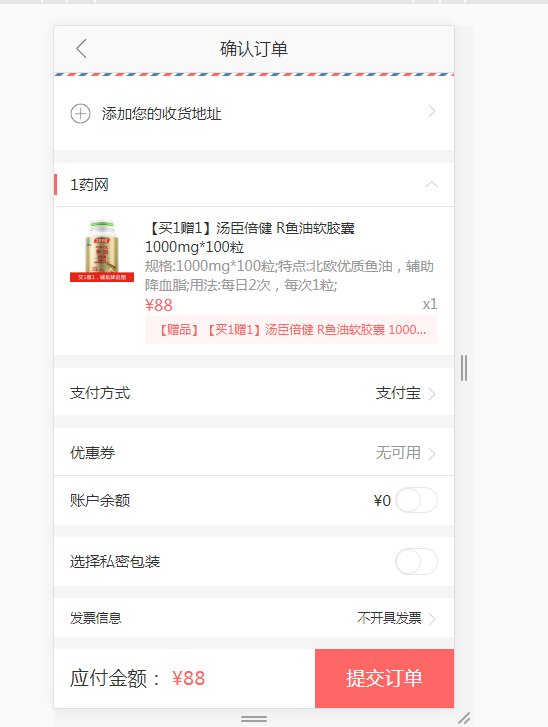 确认订单
添加您的收货地址
1药网
【买1赠1】汤臣倍健 R鱼油软胶囊
1000mg*100粒
规格:1000mg*100粒;特点:北欧优质鱼油，辅助
降血脂;用法:每日2次，每次1粒;
¥88 x1
【赠品】【买1赠1】汤臣倍健 R鱼油软胶囊 1000...
支付方式 支付宝
优惠券 无可用
账户余额 ¥0
选择私密包装
发票信息 不开具发票
应付金额： ¥88 提交订单